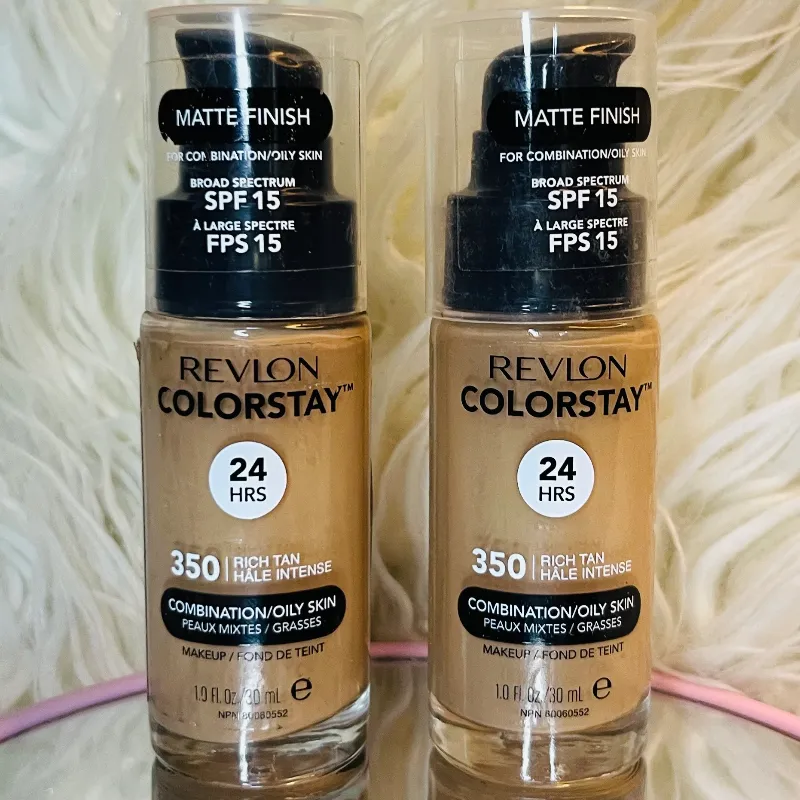 MATTE FINISH
FOR COMBINATION/OILY SKIN
BROAD SPECTRUM
SPF 15
À LARGE SPECTRE
FPS 15
REVLON
COLORSTAY™
24
HRS
350 | RICH TAN
HÂLE INTENSE
COMBINATION/OILY SKIN
PEAUX MIXTES / GRASSES
MAKEUP / FOND DE TEINT
1.0 Fl. Oz./30 mL e
NPN 80060552
MATTE FINISH
FOR COMBINATION/OILY SKIN
BROAD SPECTRUM
SPF 15
À LARGE SPECTRE
FPS 15
REVLON
COLORSTAY™
24
HRS
350 | RICH TAN
HÂLE INTENSE
COMBINATION/OILY SKIN
PEAUX MIXTES / GRASSES
MAKEUP / FOND DE TEINT
1.0 fl. Oz./30 mL e
NPN 80060552